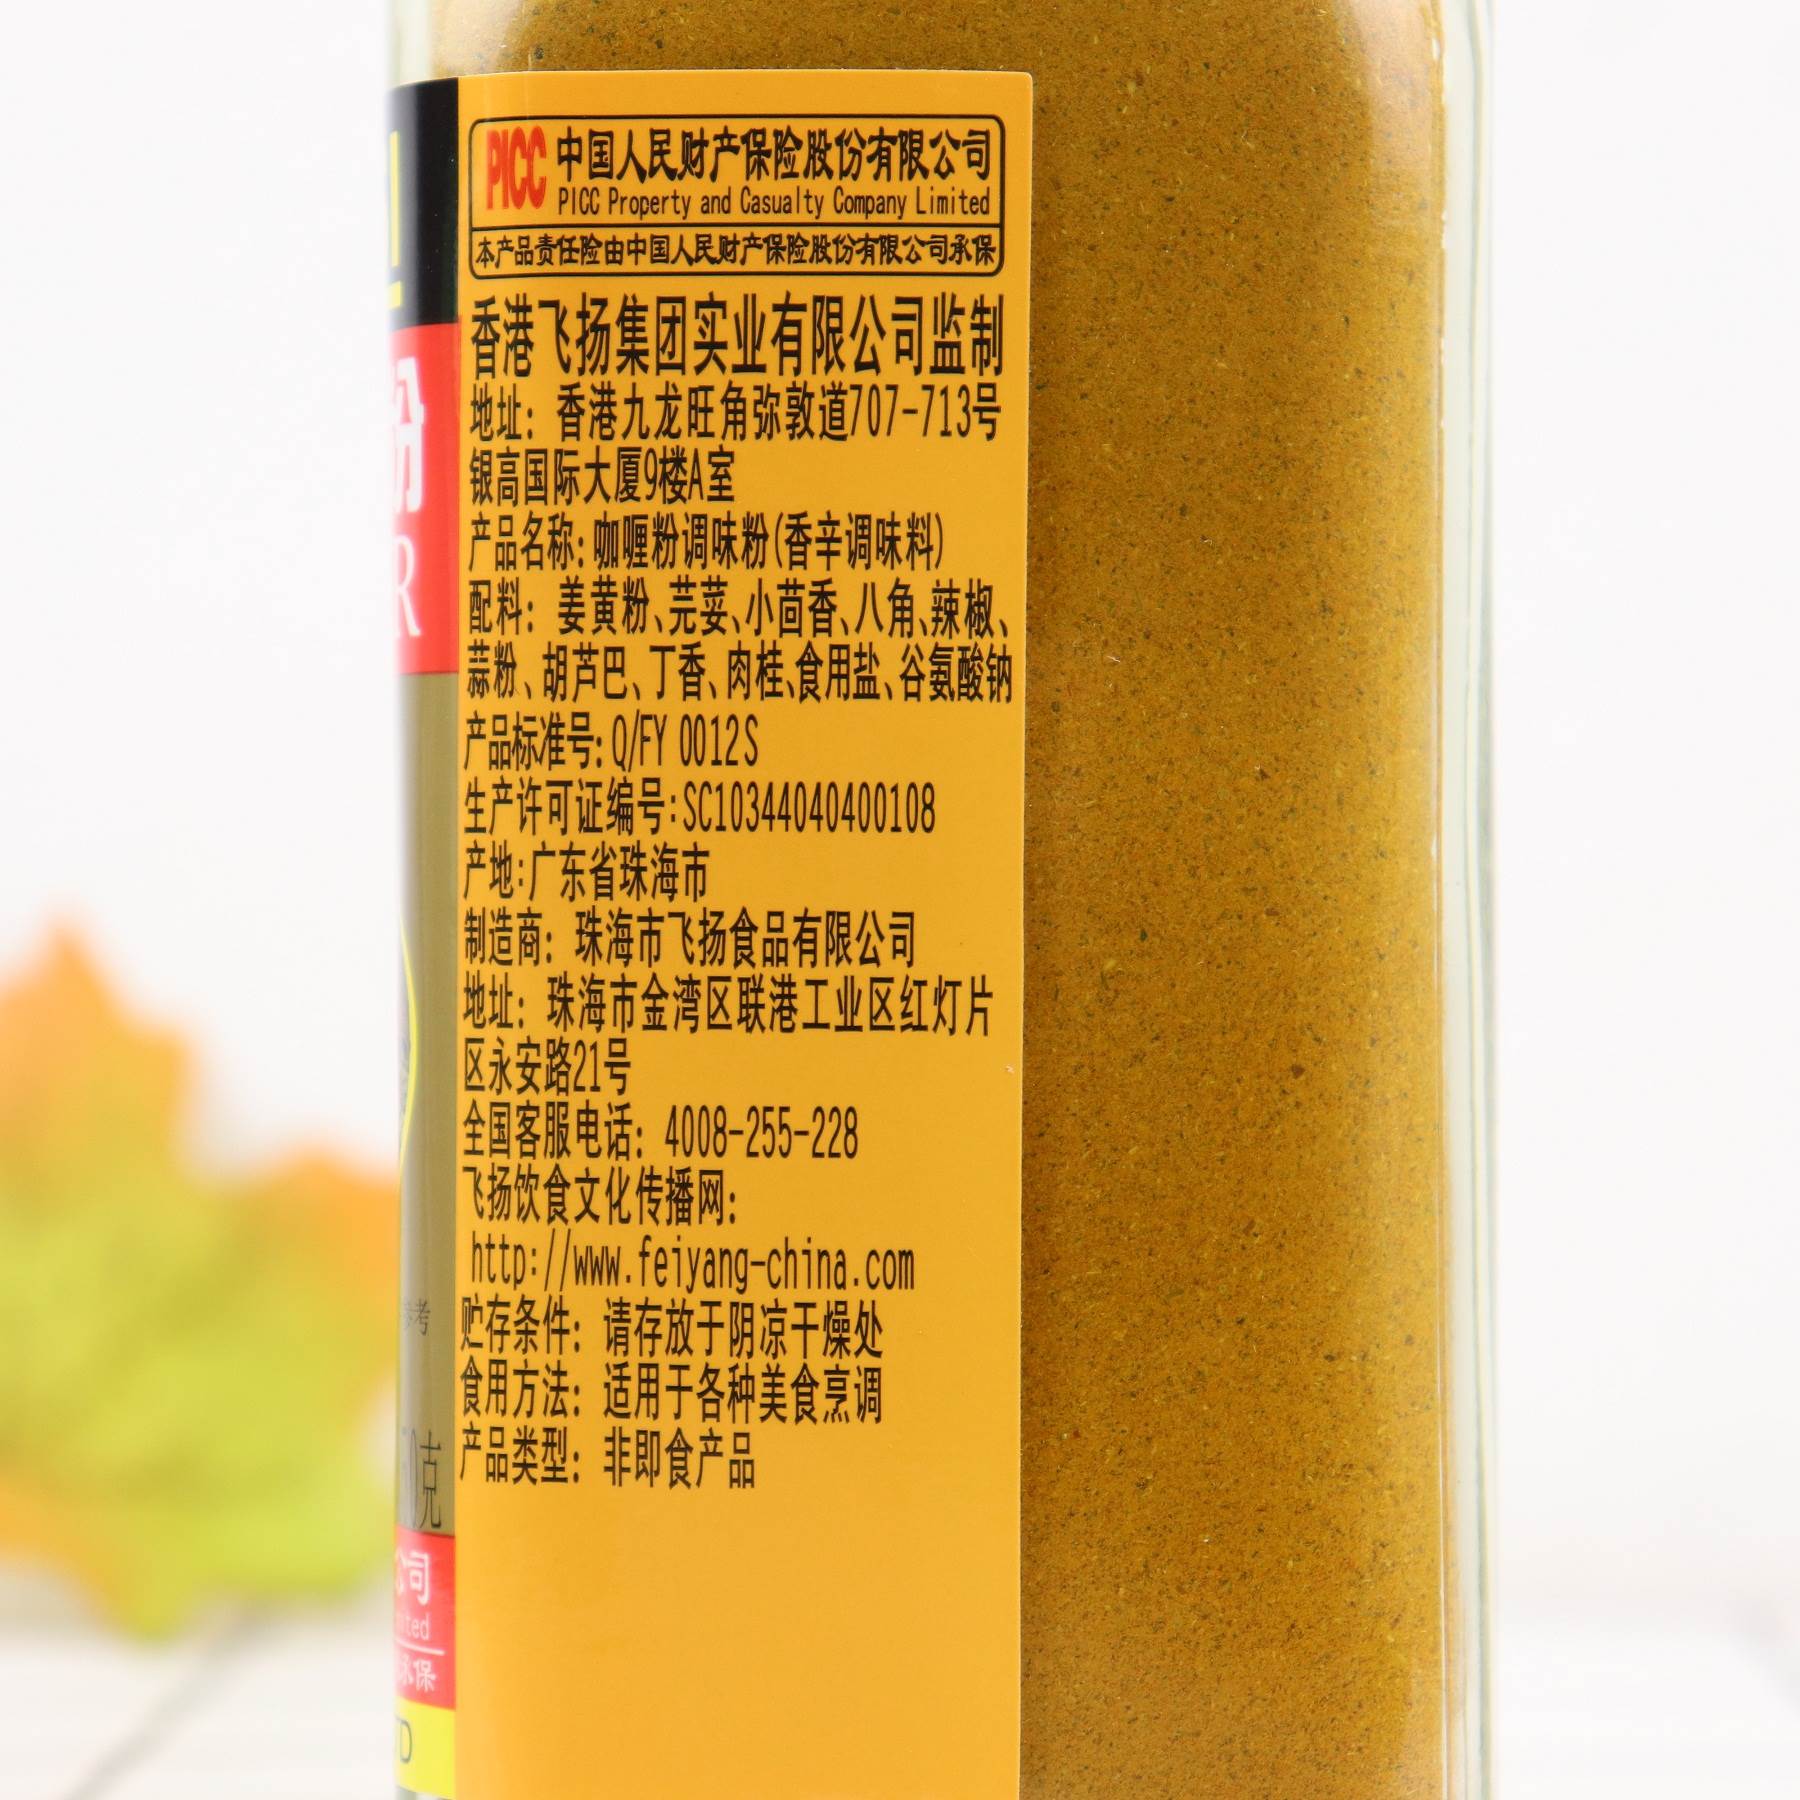 PICC 中国人民财产保险股份有限公司
PICC Property and Casualty Company Limited
本产品责任险由中国人民财产保险股份有限公司承保
香港飞扬集团实业有限公司监制
地址：香港九龙旺角弥敦道707-713号
银高国际大厦9楼A室
产品名称：咖喱粉调味粉(香辛调味料)
配料：姜黄粉、芫荽、小茴香、八角、辣椒、
蒜粉、胡芦巴、丁香、肉桂、食用盐、谷氨酸钠
产品标准号：Q/FY 0012S
生产许可证编号：SC10344040400108
产地：广东省珠海市
制造商：珠海市飞扬食品有限公司
地址：珠海市金湾区联港工业区红灯片
区永安路21号
全国客服电话：4008-255-228
飞扬饮食文化传播网：
http://www.feiyang-china.com
贮存条件：请存放于阴凉干燥处
食用方法：适用于各种美食烹调
产品类型：非即食产品
粉
R
参考
克
公司
承保